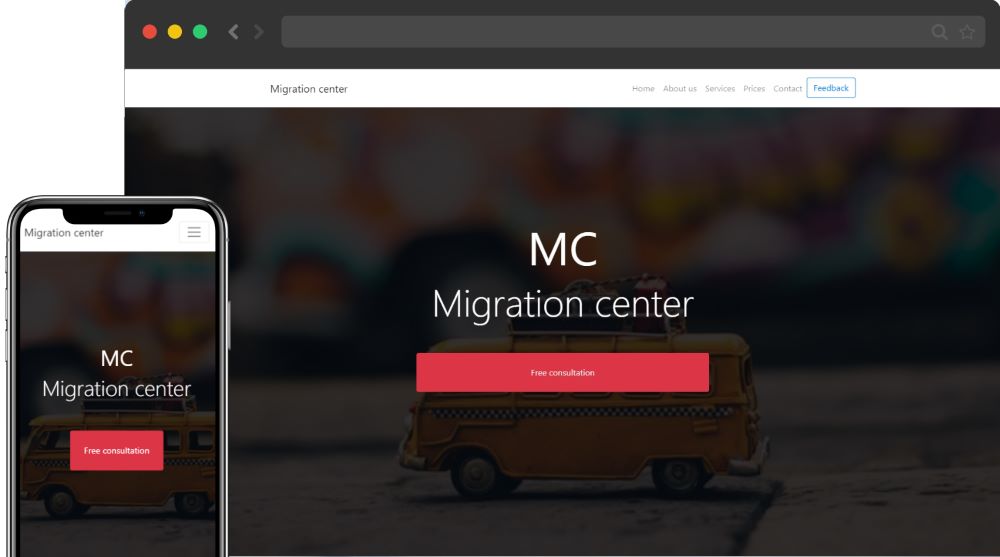 Migration center
Home About us Services Prices Contact Feedback
MC
Migration center
Free consultation
Migration center
MC
Migration center
Free consultation